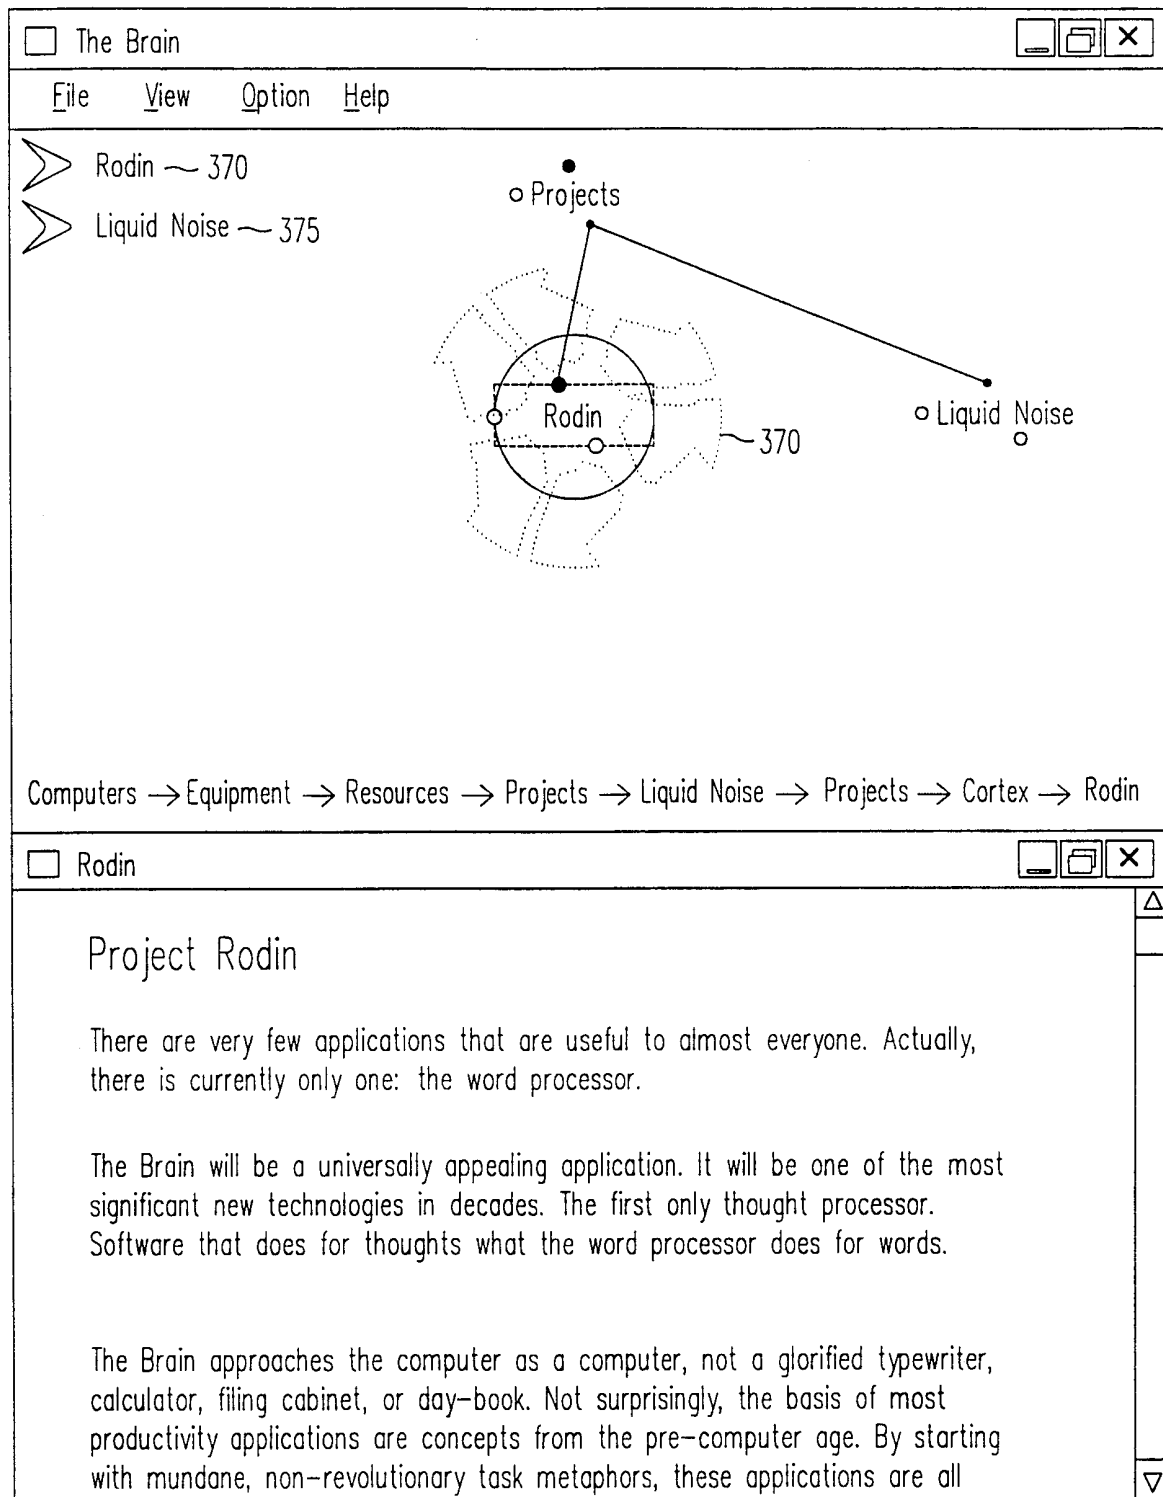 The Brain
File View Option Help
Rodin 370
Liquid Noise 375
Projects
Rodin
370
Liquid Noise
Computers → Equipment → Resources → Projects → Liquid Noise → Projects → Cortex → Rodin
Rodin
Project Rodin
There are very few applications that are useful to almost everyone. Actually,
there is currently only one: the word processor.
The Brain will be a universally appealing application. It will be one of the most
significant new technologies in decades. The first only thought processor.
Software that does for thoughts what the word processor does for words.
The Brain approaches the computer as a computer, not a glorified typewriter,
calculator, filing cabinet, or day-book. Not surprisingly, the basis of most
productivity applications are concepts from the pre-computer age. By starting
with mundane, non-revolutionary task metaphors, these applications are all